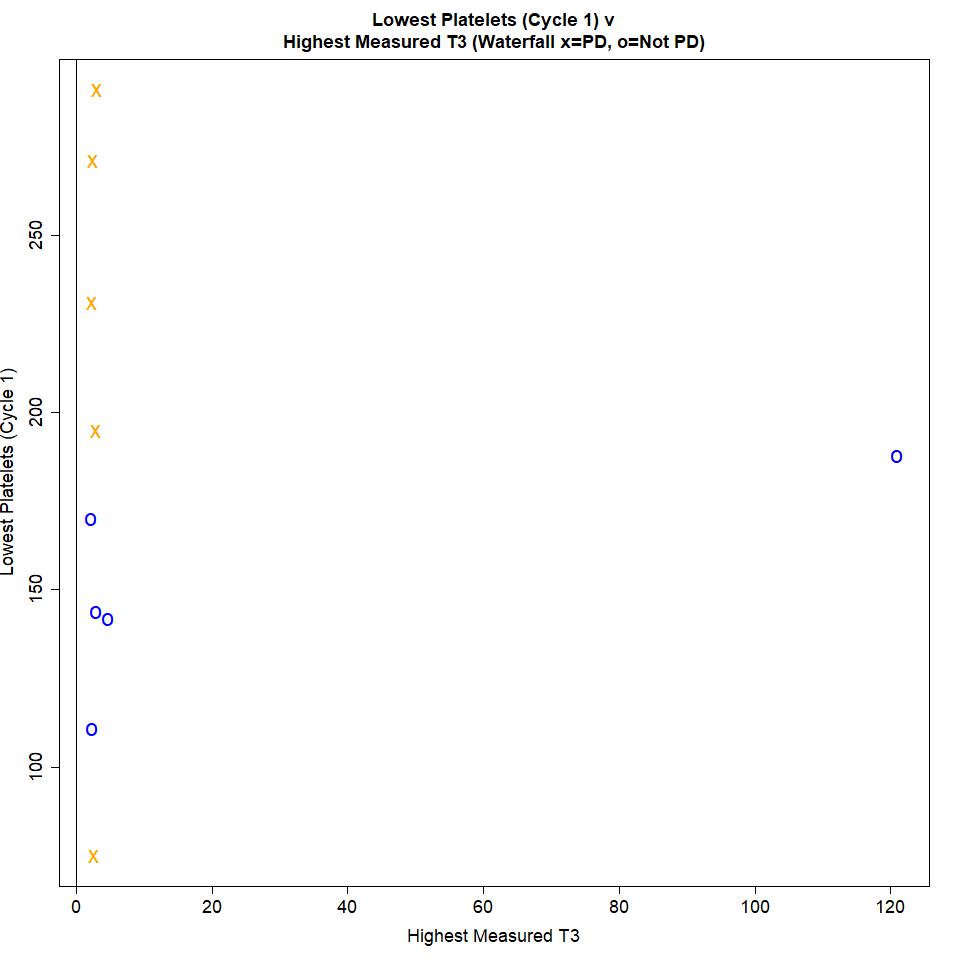 Lowest Platelets (Cycle 1) v
Highest Measured T3 (Waterfall x=PD, o=Not PD)
Lowest Platelets (Cycle 1)
250
200
150
100
X
X
X
X
O
O
O
O
O
X
0 20 40 60 80 100 120
Highest Measured T3